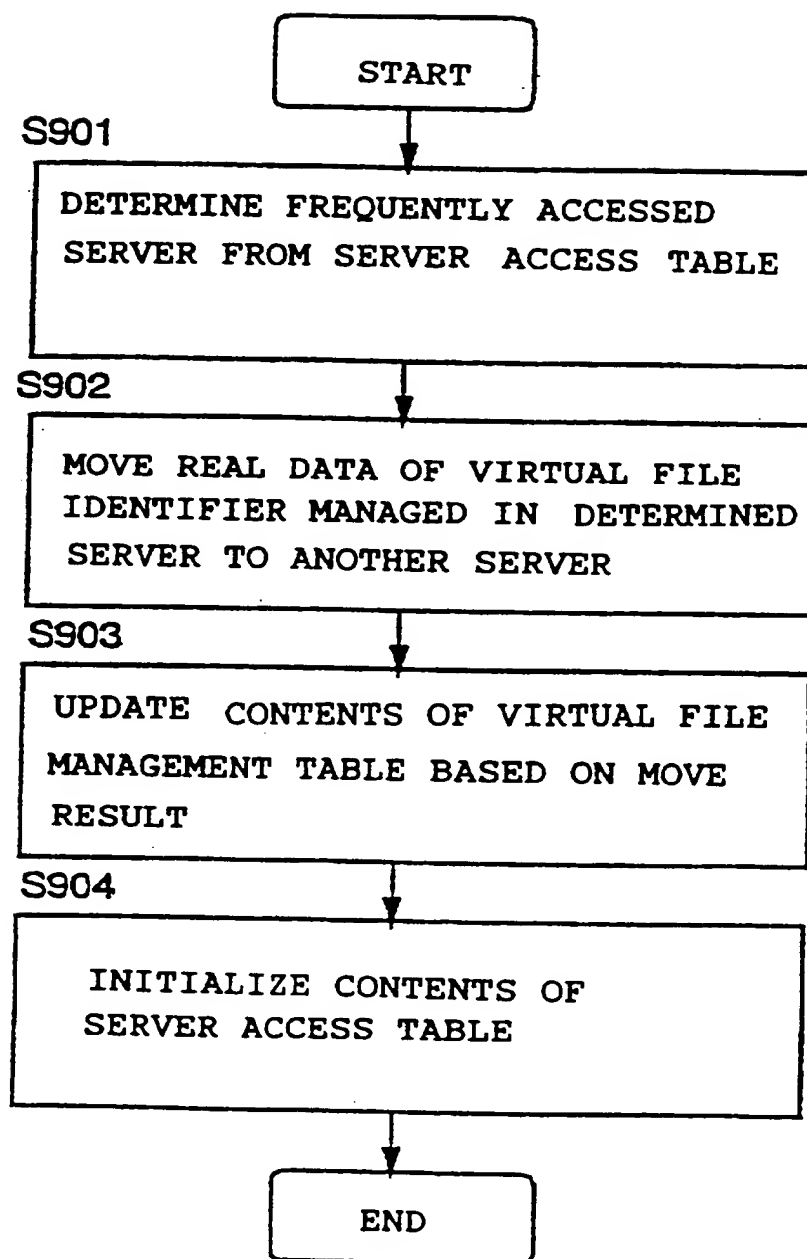 START
S901
DETERMINE FREQUENTLY ACCESSED
SERVER FROM SERVER ACCESS TABLE
S902
MOVE REAL DATA OF VIRTUAL FILE
IDENTIFIER MANAGED IN DETERMINED
SERVER TO ANOTHER SERVER
S903
UPDATE CONTENTS OF VIRTUAL FILE
MANAGEMENT TABLE BASED ON MOVE
RESULT
S904
INITIALIZE CONTENTS OF
SERVER ACCESS TABLE
END